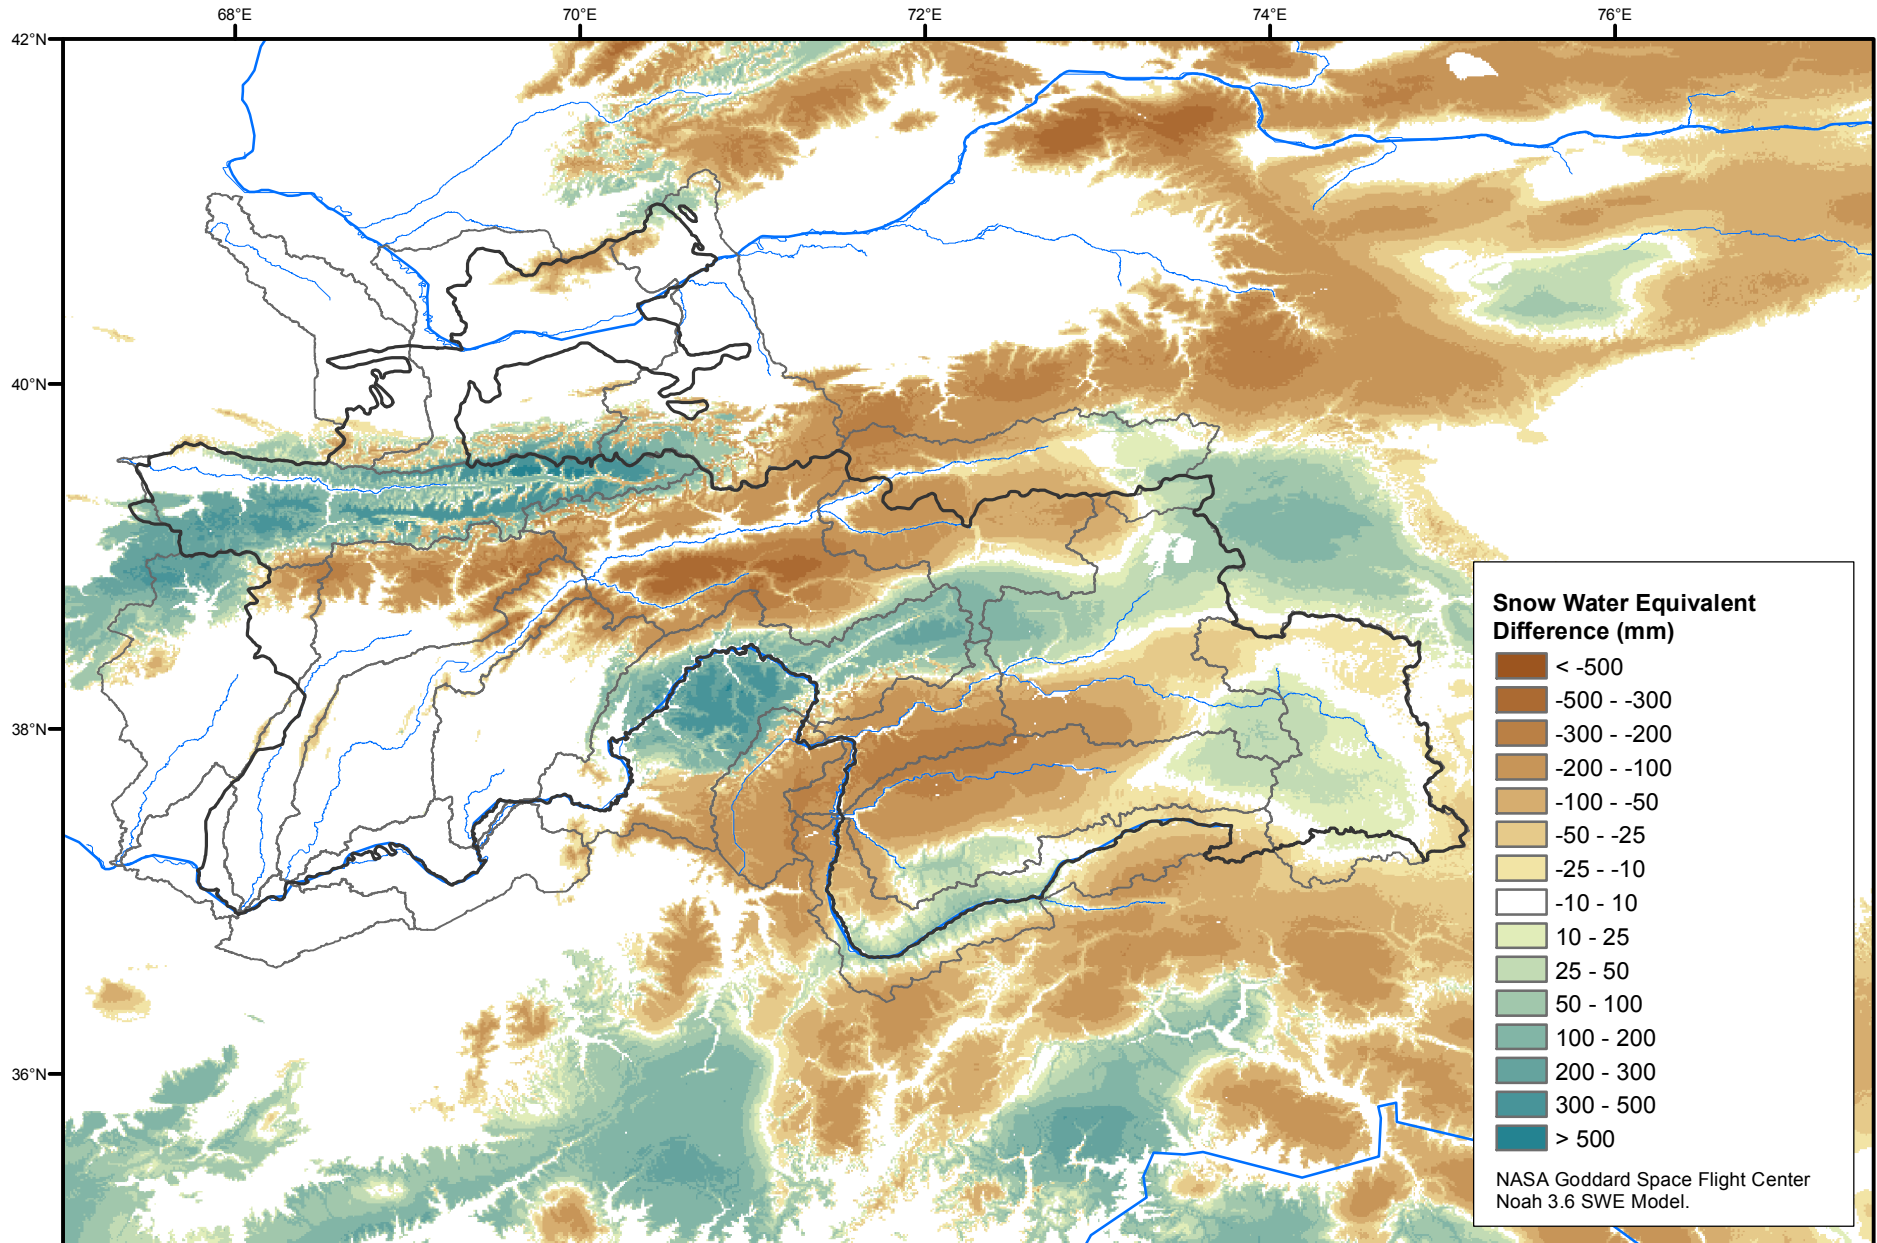 68°E
70°E
72°E
74°E
76°E
42°N
40°N
38°N
36°N
Snow Water Equivalent
Difference (mm)
< -500
-500 - -300
-300 - -200
-200 - -100
-100 - -50
-50 - -25
-25 - -10
-10 - 10
10 - 25
25 - 50
50 - 100
100 - 200
200 - 300
300 - 500
> 500
NASA Goddard Space Flight Center
Noah 3.6 SWE Model.